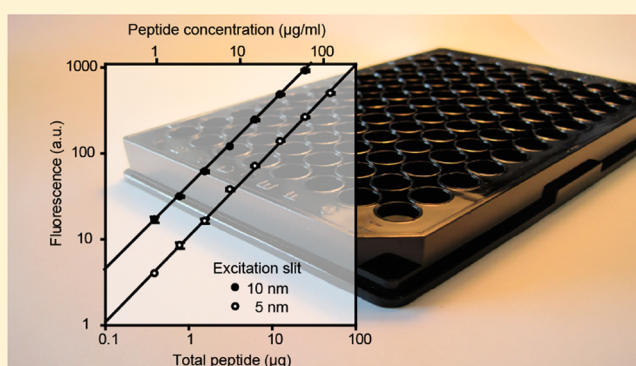 Peptide concentration (µg/ml)
1 10 100
1000
100
10
1
Fluorescence (a.u.)
Excitation slit
10 nm
5 nm
0.1 1 10 100
Total peptide (µg)
E F